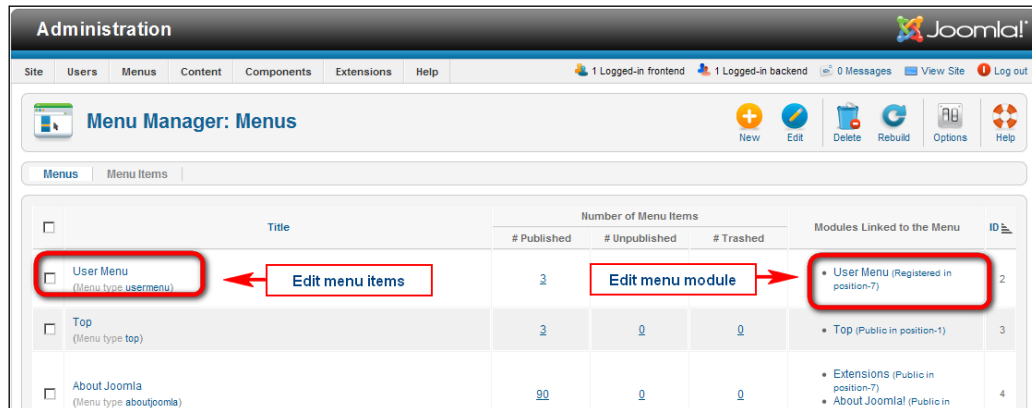 Administration
Joomla!
Site Users Menus Content Components Extensions Help
1 Logged-in frontend 1 Logged-in backend 0 Messages View Site Log out
Menu Manager: Menus
New Edit Delete Rebuild Options Help
Menus Menu Items
Title
Number of Menu Items
Modules Linked to the Menu
ID
# Published # Unpublished # Trashed
User Menu
(Menu type usermenu)
Edit menu items
3
Edit menu module
User Menu (Registered in
position-7)
2
Top
(Menu type top)
3 0 0
Top (Public in position-1)
3
About Joomla
(Menu type aboutjoomla)
90 0 0
Extensions (Public in
position-7)
About Joomla! (Public in
4